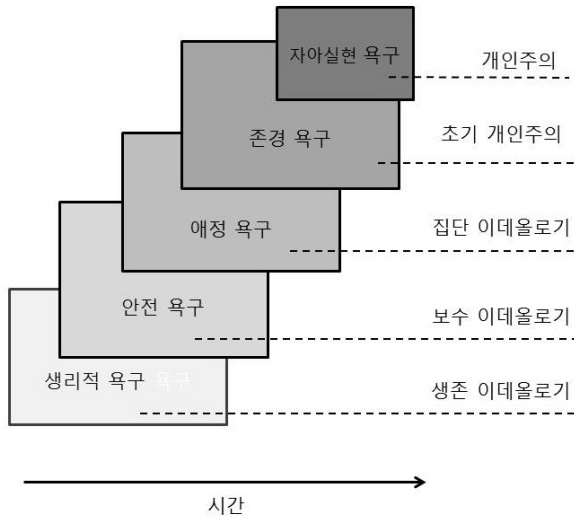 자아실현 욕구
개인주의
존경 욕구
초기 개인주의
애정 욕구
집단 이데올로기
안전 욕구
보수 이데올로기
생리적 욕구 욕구
생존 이데올로기
시간